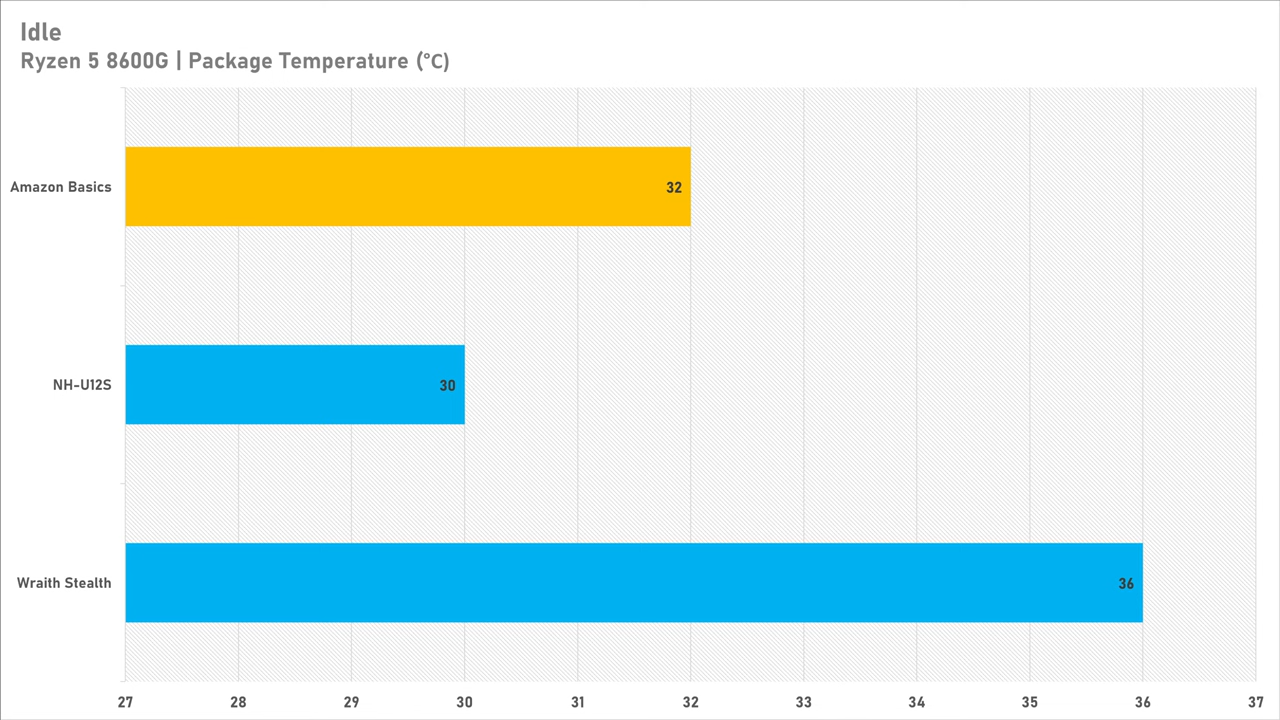 Idle
Ryzen 5 8600G | Package Temperature (°C)
Amazon Basics
32
NH-U12S
30
Wraith Stealth
36
27 28 29 30 31 32 33 34 35 36 37